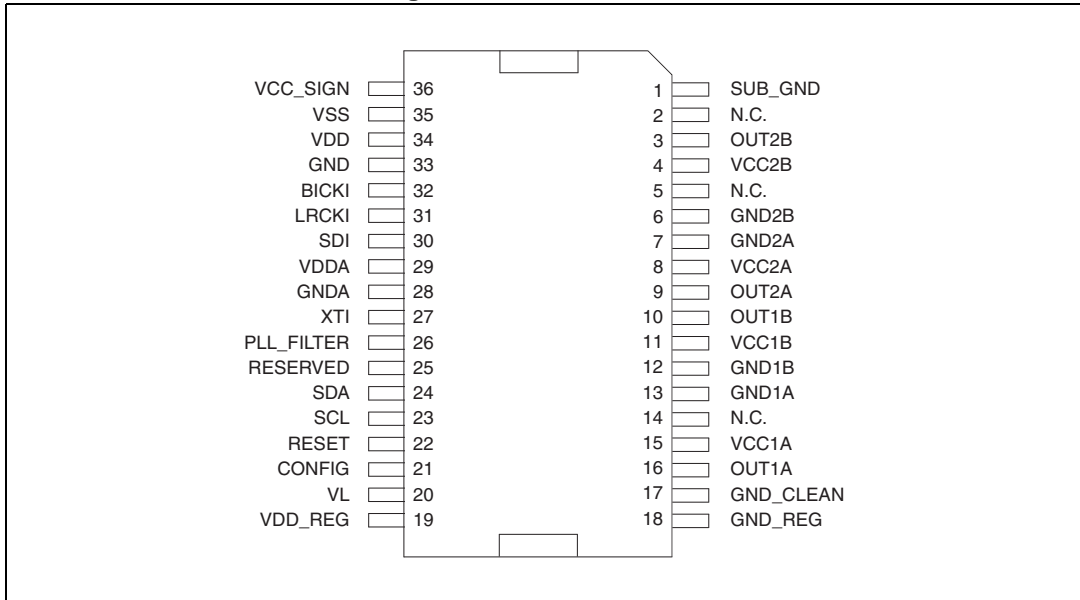 VCC_SIGN 36 1 SUB_GND
VSS 35 2 N.C.
VDD 34 3 OUT2B
GND 33 4 VCC2B
BICKI 32 5 N.C.
LRCKI 31 6 GND2B
SDI 30 7 GND2A
VDDA 29 8 VCC2A
GNDA 28 9 OUT2A
XTI 27 10 OUT1B
PLL_FILTER 26 11 VCC1B
RESERVED 25 12 GND1B
SDA 24 13 GND1A
SCL 23 14 N.C.
RESET 22 15 VCC1A
CONFIG 21 16 OUT1A
VL 20 17 GND_CLEAN
VDD_REG 19 18 GND_REG